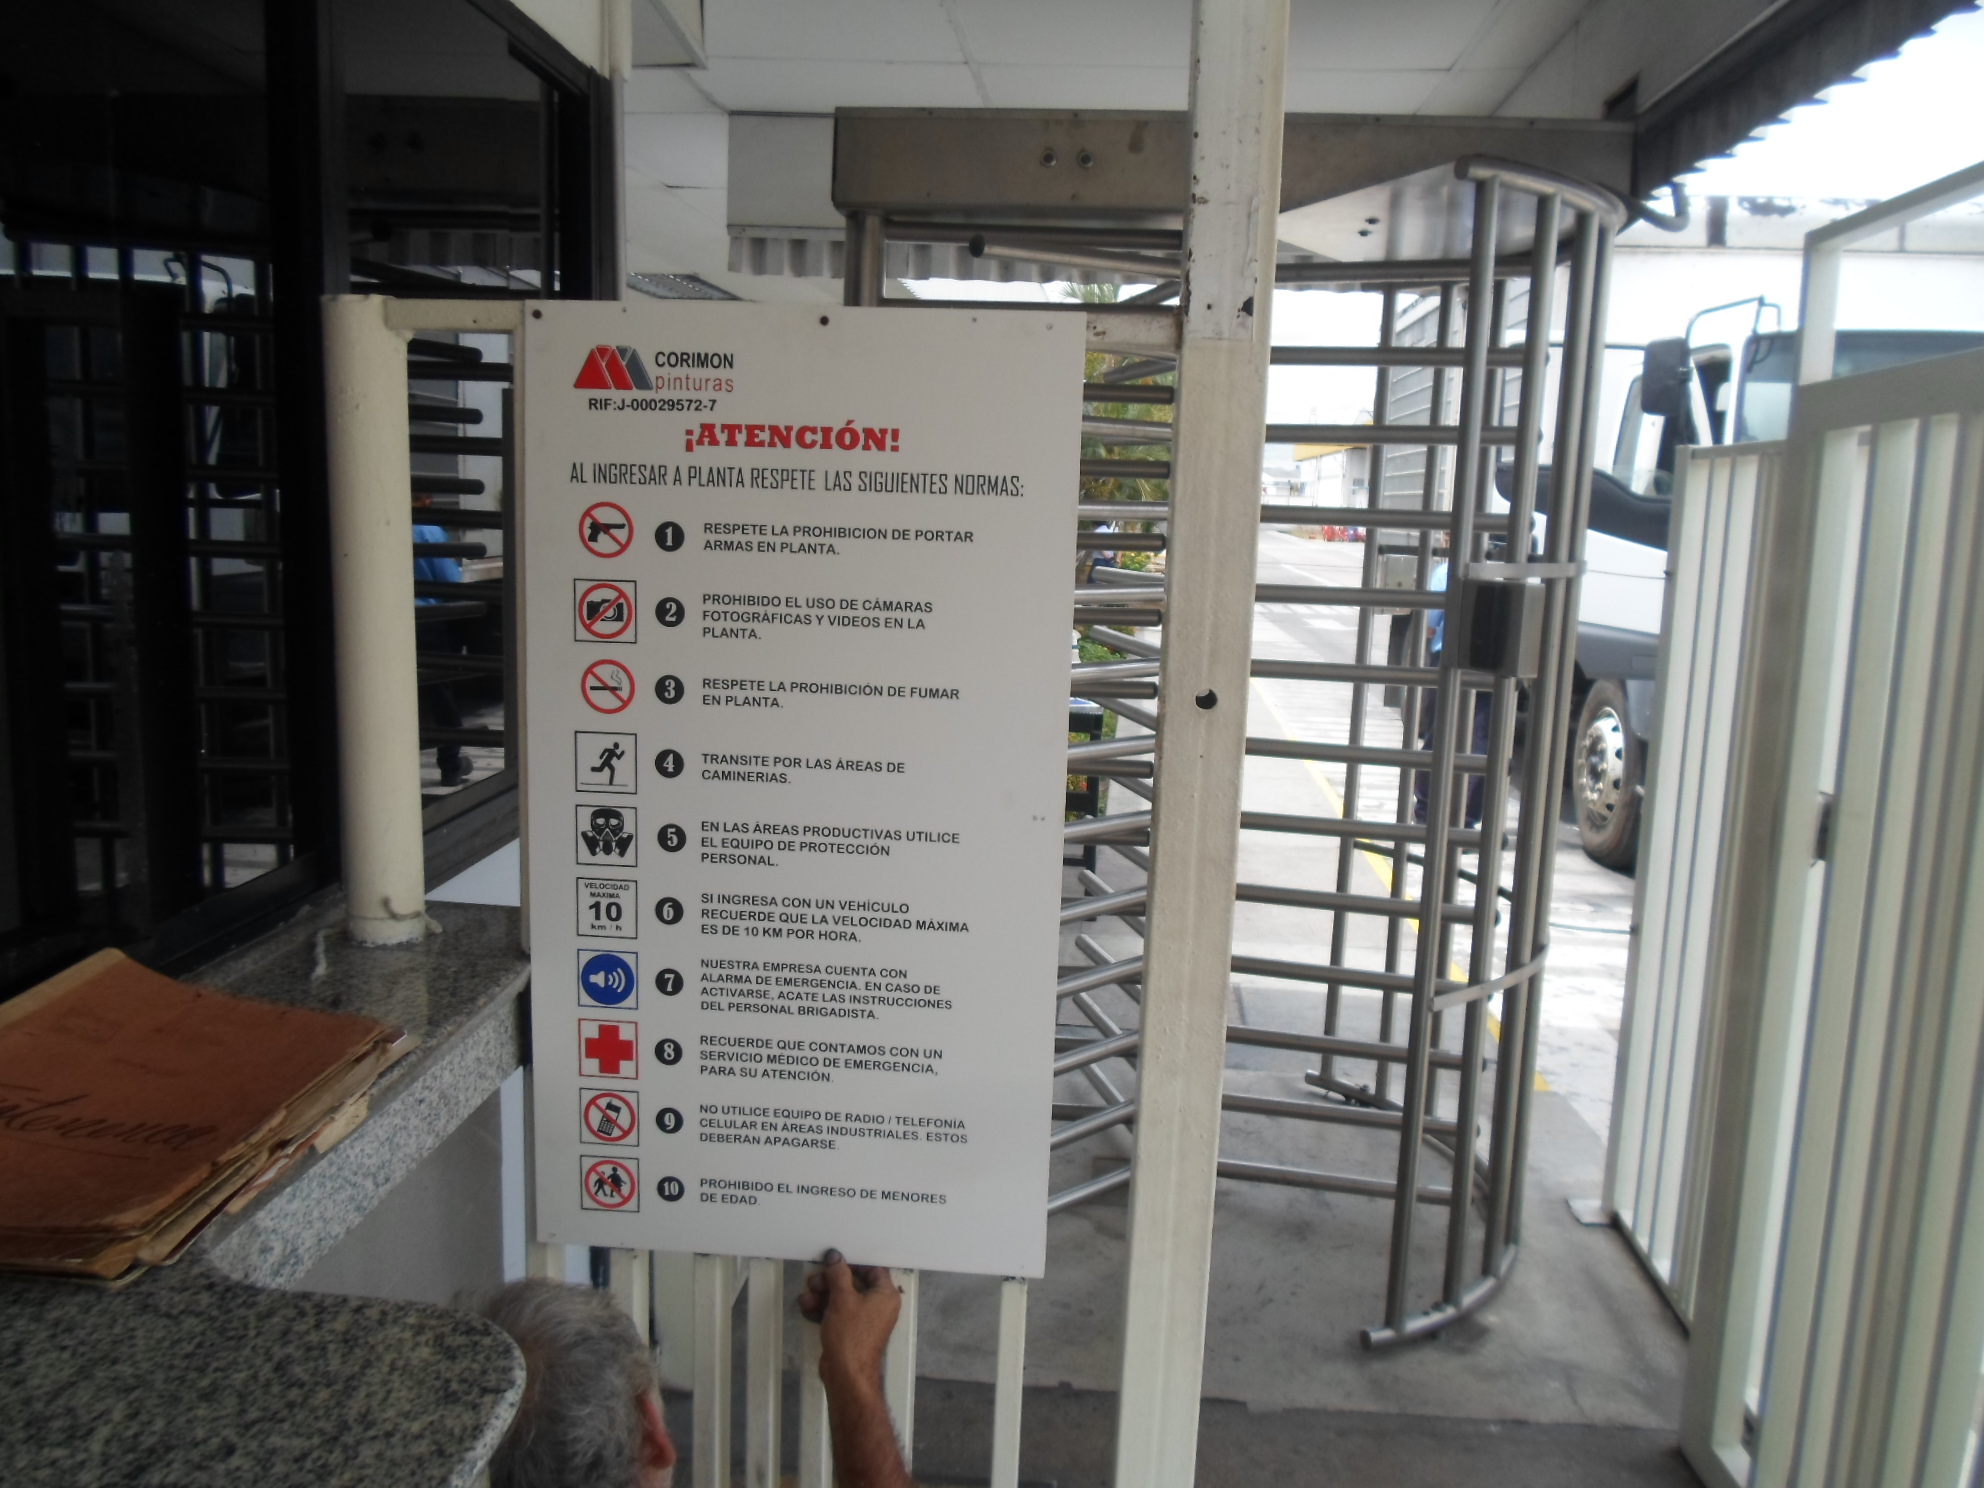 CORIMON
pinturas
RIF:J-00029572-7
¡ATENCIÓN!
AL INGRESAR A PLANTA RESPETE LAS SIGUIENTES NORMAS:
1 RESPETE LA PROHIBICION DE PORTAR
ARMAS EN PLANTA.
2 PROHIBIDO EL USO DE CÁMARAS
FOTOGRÁFICAS Y VIDEOS EN LA
PLANTA.
3 RESPETE LA PROHIBICIÓN DE FUMAR
EN PLANTA.
4 TRANSITE POR LAS ÁREAS DE
CAMINERIAS.
5 EN LAS ÁREAS PRODUCTIVAS UTILICE
EL EQUIPO DE PROTECCIÓN
PERSONAL.
VELOCIDAD
MAXIMA
10
km / h
6 SI INGRESA CON UN VEHÍCULO
RECUERDE QUE LA VELOCIDAD MÁXIMA
ES DE 10 KM POR HORA.
7 NUESTRA EMPRESA CUENTA CON
ALARMA DE EMERGENCIA. EN CASO DE
ACTIVARSE, ACATE LAS INSTRUCCIONES
DEL PERSONAL BRIGADISTA.
8 RECUERDE QUE CONTAMOS CON UN
SERVICIO MÉDICO DE EMERGENCIA,
PARA SU ATENCIÓN.
9 NO UTILICE EQUIPO DE RADIO / TELEFONÍA
CELULAR EN ÁREAS INDUSTRIALES. ESTOS
DEBERAN APAGARSE.
10 PROHIBIDO EL INGRESO DE MENORES
DE EDAD.